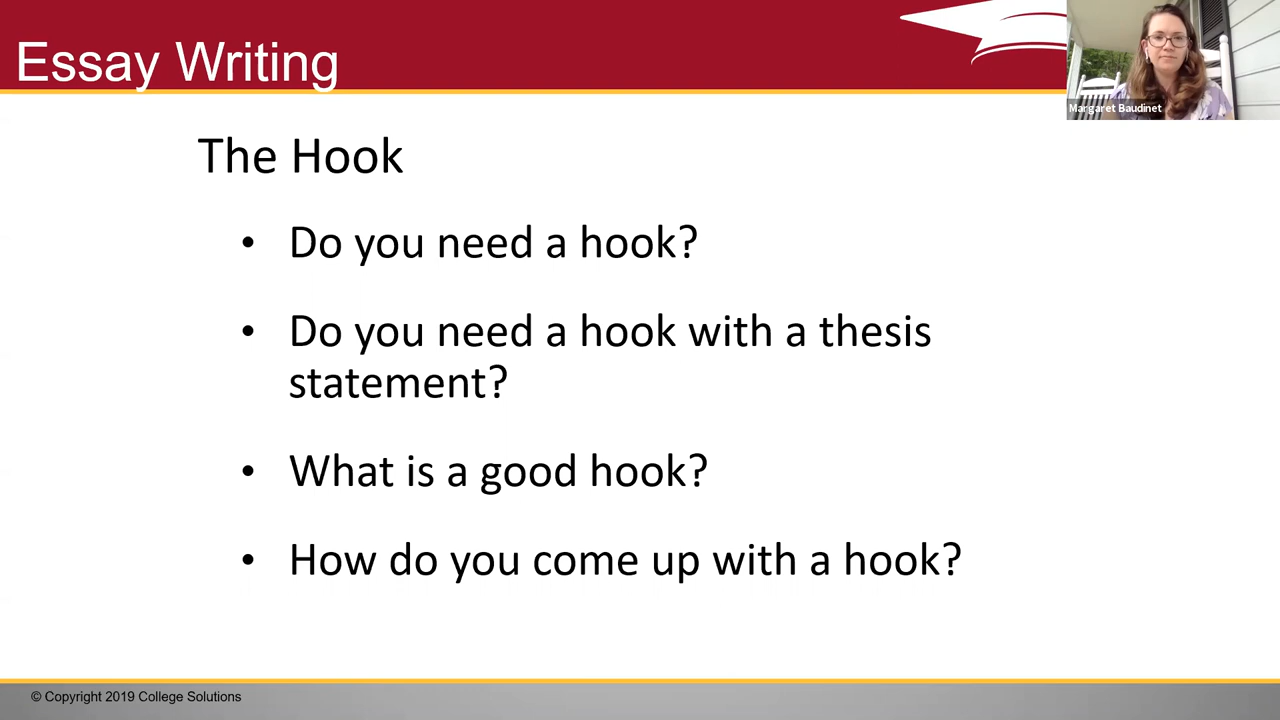 Essay Writing
Margaret Baudinet
The Hook
• Do you need a hook?
• Do you need a hook with a thesis
statement?
• What is a good hook?
• How do you come up with a hook?
© Copyright 2019 College Solutions